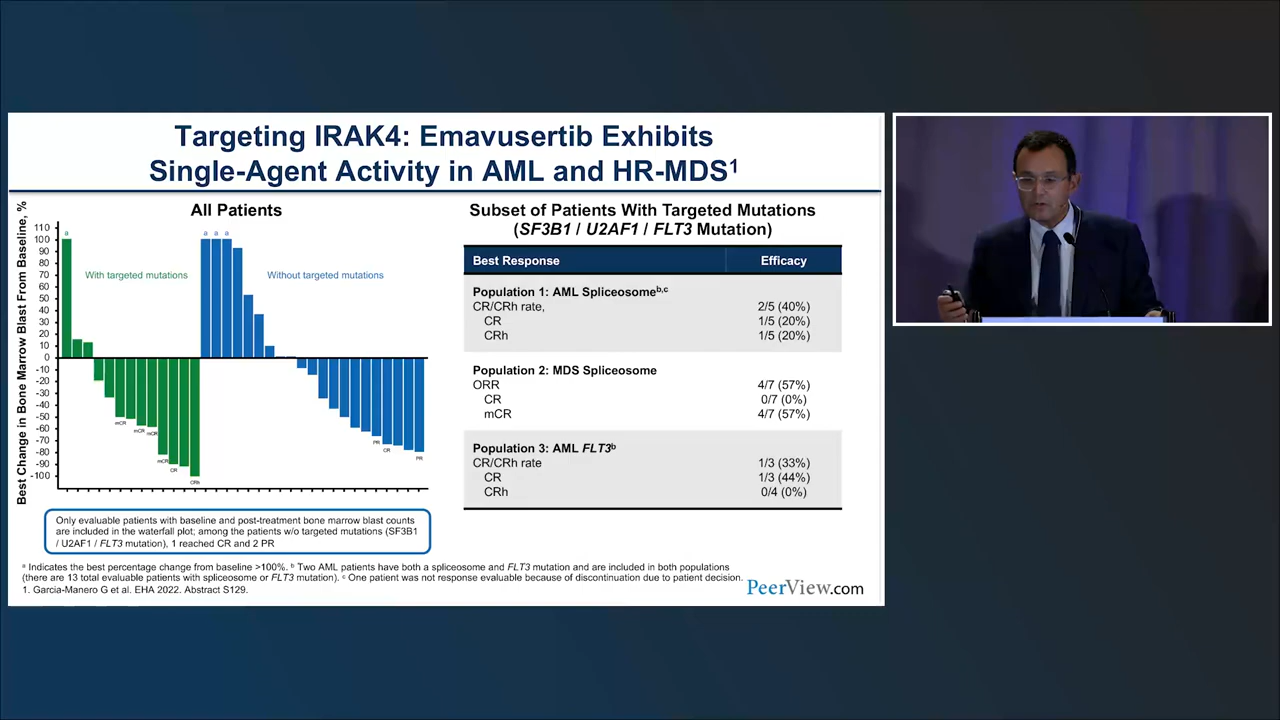 Targeting IRAK4: Emavusertib Exhibits
Single-Agent Activity in AML and HR-MDS¹
All Patients
Best Change in Bone Marrow Blast From Baseline, %
110
100
90
80
70
60
50
40
30
20
10
0
-10
-20
-30
-40
-50
-60
-70
-80
-90
-100
a
With targeted mutations
mCR
mCR
mCR
mCR
CR
CRh
a
a
a
Without targeted mutations
PR
CR
PR
Only evaluable patients with baseline and post-treatment bone marrow blast counts
are included in the waterfall plot; among the patients w/o targeted mutations (SF3B1
/ U2AF1 / FLT3 mutation), 1 reached CR and 2 PR
Subset of Patients With Targeted Mutations
(SF3B1 / U2AF1 / FLT3 Mutation)
Best Response Efficacy
Population 1: AML Spliceosomeᵇ,ᶜ
CR/CRh rate, 2/5 (40%)
CR 1/5 (20%)
CRh 1/5 (20%)
Population 2: MDS Spliceosome
ORR 4/7 (57%)
CR 0/7 (0%)
mCR 4/7 (57%)
Population 3: AML FLT3ᵇ
CR/CRh rate 1/3 (33%)
CR 1/3 (44%)
CRh 0/4 (0%)
ᵃ Indicates the best percentage change from baseline >100%. ᵇ Two AML patients have both a spliceosome and FLT3 mutation and are included in both populations
(there are 13 total evaluable patients with spliceosome or FLT3 mutation). ᶜ One patient was not response evaluable because of discontinuation due to patient decision.
1. Garcia-Manero G et al. EHA 2022. Abstract S129.
PeerView.com